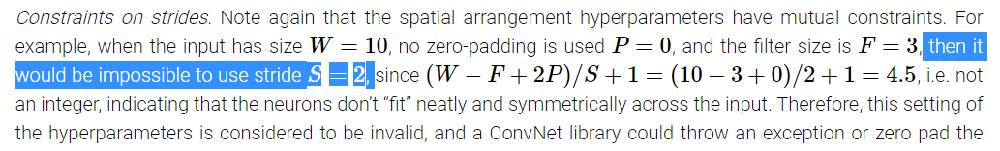 Constraints on strides. Note again that the spatial arrangement hyperparameters have mutual constraints. For
example, when the input has size W = 10, no zero-padding is used P = 0, and the filter size is F = 3, then it
would be impossible to use stride S = 2, since (W − F + 2P)/S + 1 = (10 − 3 + 0)/2 + 1 = 4.5, i.e. not
an integer, indicating that the neurons don’t “fit” neatly and symmetrically across the input. Therefore, this setting of
the hyperparameters is considered to be invalid, and a ConvNet library could throw an exception or zero pad the